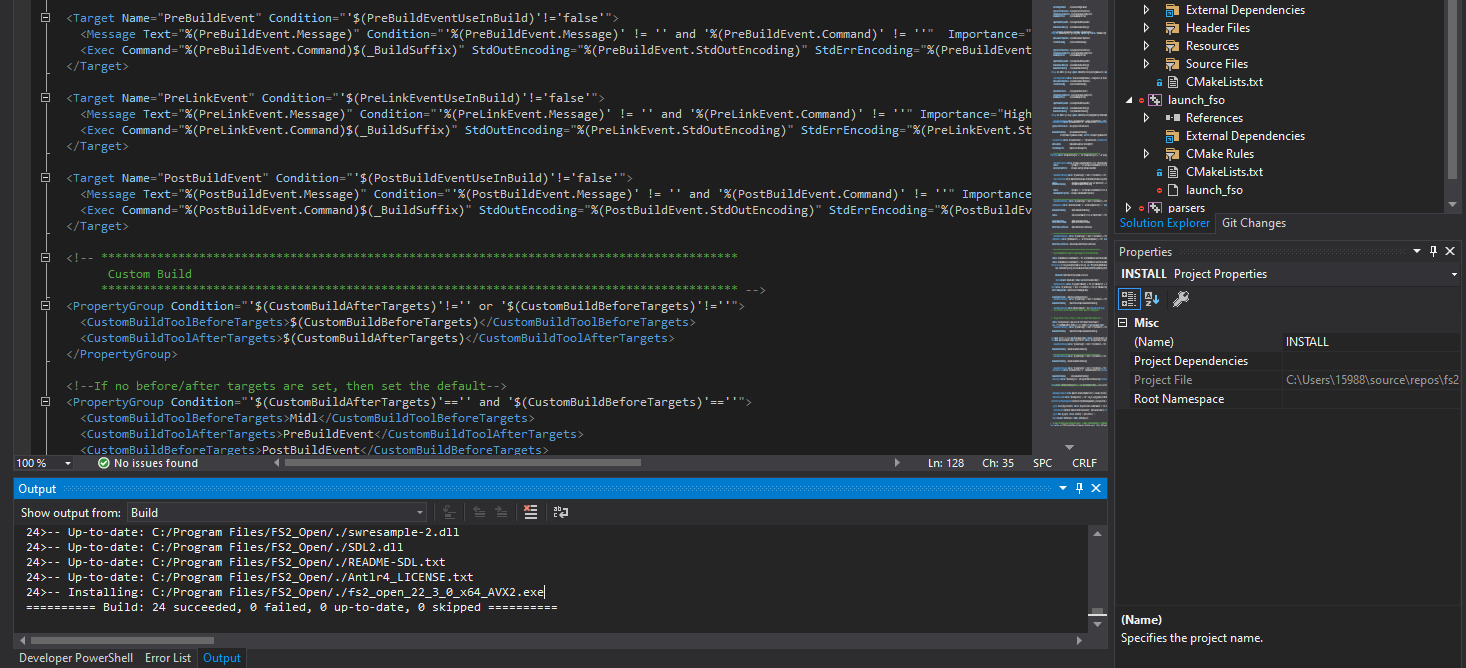 <Target Name="PreBuildEvent" Condition="'$(PreBuildEventUseInBuild)'!='false'">
<Message Text="%(PreBuildEvent.Message)" Condition="'%(PreBuildEvent.Message)' != '' and '%(PreBuildEvent.Command)' != ''"  Importance="
<Exec Command="%(PreBuildEvent.Command)$(_BuildSuffix)" StdOutEncoding="%(PreBuildEvent.StdOutEncoding)" StdErrEncoding="%(PreBuildEvent
</Target>
<Target Name="PreLinkEvent" Condition="'$(PreLinkEventUseInBuild)'!='false'">
<Message Text="%(PreLinkEvent.Message)" Condition="'%(PreLinkEvent.Message)' != '' and '%(PreLinkEvent.Command)' != ''" Importance="High
<Exec Command="%(PreLinkEvent.Command)$(_BuildSuffix)" StdOutEncoding="%(PreLinkEvent.StdOutEncoding)" StdErrEncoding="%(PreLinkEvent.St
</Target>
<Target Name="PostBuildEvent" Condition="'$(PostBuildEventUseInBuild)'!='false'">
<Message Text="%(PostBuildEvent.Message)" Condition="'%(PostBuildEvent.Message)' != '' and '%(PostBuildEvent.Command)' != ''" Importance
<Exec Command="%(PostBuildEvent.Command)$(_BuildSuffix)" StdOutEncoding="%(PostBuildEvent.StdOutEncoding)" StdErrEncoding="%(PostBuildEv
</Target>
<!-- *******************************************************************************************
Custom Build
******************************************************************************************* -->
<PropertyGroup Condition="'$(CustomBuildAfterTargets)'!='' or '$(CustomBuildBeforeTargets)'!=''">
<CustomBuildToolBeforeTargets>$(CustomBuildBeforeTargets)</CustomBuildToolBeforeTargets>
<CustomBuildToolAfterTargets>$(CustomBuildAfterTargets)</CustomBuildToolAfterTargets>
</PropertyGroup>
<!--If no before/after targets are set, then set the default-->
<PropertyGroup Condition="'$(CustomBuildAfterTargets)'=='' and '$(CustomBuildBeforeTargets)'==''">
<CustomBuildToolBeforeTargets>Midl</CustomBuildToolBeforeTargets>
<CustomBuildToolAfterTargets>PreBuildEvent</CustomBuildToolAfterTargets>
<CustomBuildBeforeTargets>PostBuildEvent</CustomBuildBeforeTargets>
100 %
No issues found
Ln: 128
Ch: 35
SPC
CRLF
Output
Show output from: Build
24>-- Up-to-date: C:/Program Files/FS2_Open/./swresample-2.dll
24>-- Up-to-date: C:/Program Files/FS2_Open/./SDL2.dll
24>-- Up-to-date: C:/Program Files/FS2_Open/./README-SDL.txt
24>-- Up-to-date: C:/Program Files/FS2_Open/./Antlr4_LICENSE.txt
24>-- Installing: C:/Program Files/FS2_Open/./fs2_open_22_3_0_x64_AVX2.exe
========== Build: 24 succeeded, 0 failed, 0 up-to-date, 0 skipped ==========
Developer PowerShell
Error List
Output
External Dependencies
Header Files
Resources
Source Files
CMakeLists.txt
launch_fso
References
External Dependencies
CMake Rules
CMakeLists.txt
launch_fso
parsers
Solution Explorer
Git Changes
Properties
INSTALL Project Properties
Misc
(Name) INSTALL
Project Dependencies
Project File C:\Users\15988\source\repos\fs2
Root Namespace
(Name)
Specifies the project name.